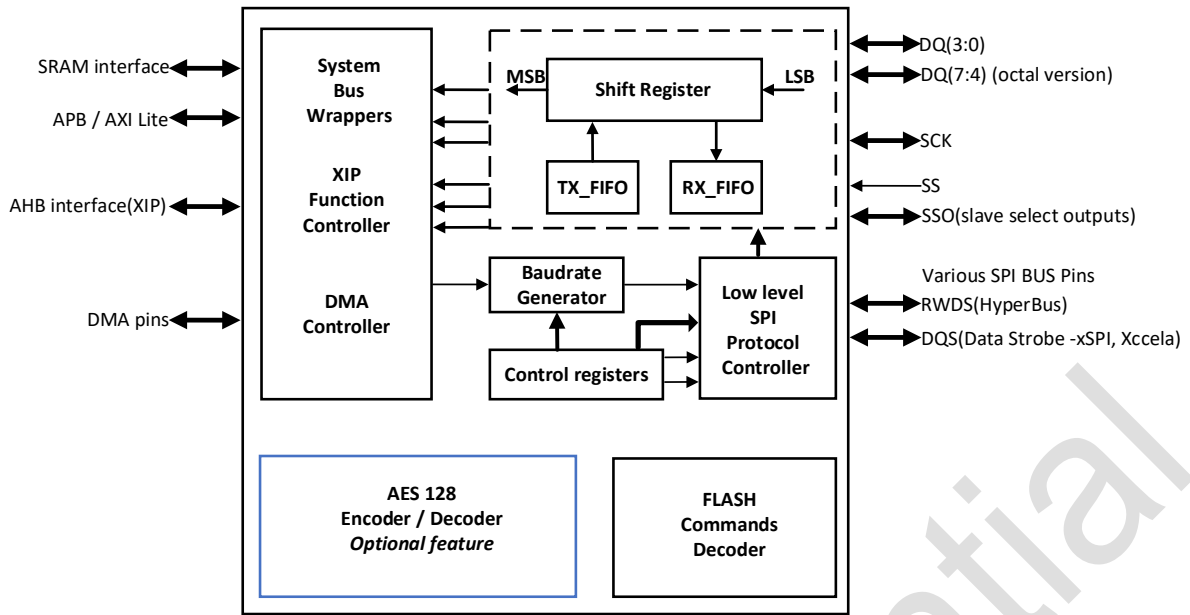 SRAM interface
APB / AXI Lite
AHB interface(XIP)
DMA pins
System
Bus
Wrappers
XIP
Function
Controller
DMA
Controller
MSB
Shift Register
LSB
TX_FIFO
RX_FIFO
Baudrate
Generator
Control registers
Low level
SPI
Protocol
Controller
AES 128
Encoder / Decoder
Optional feature
FLASH
Commands
Decoder
DQ(3:0)
DQ(7:4) (octal version)
SCK
SS
SSO(slave select outputs)
Various SPI BUS Pins
RWDS(HyperBus)
DQS(Data Strobe -xSPI, Xccela)
ntial